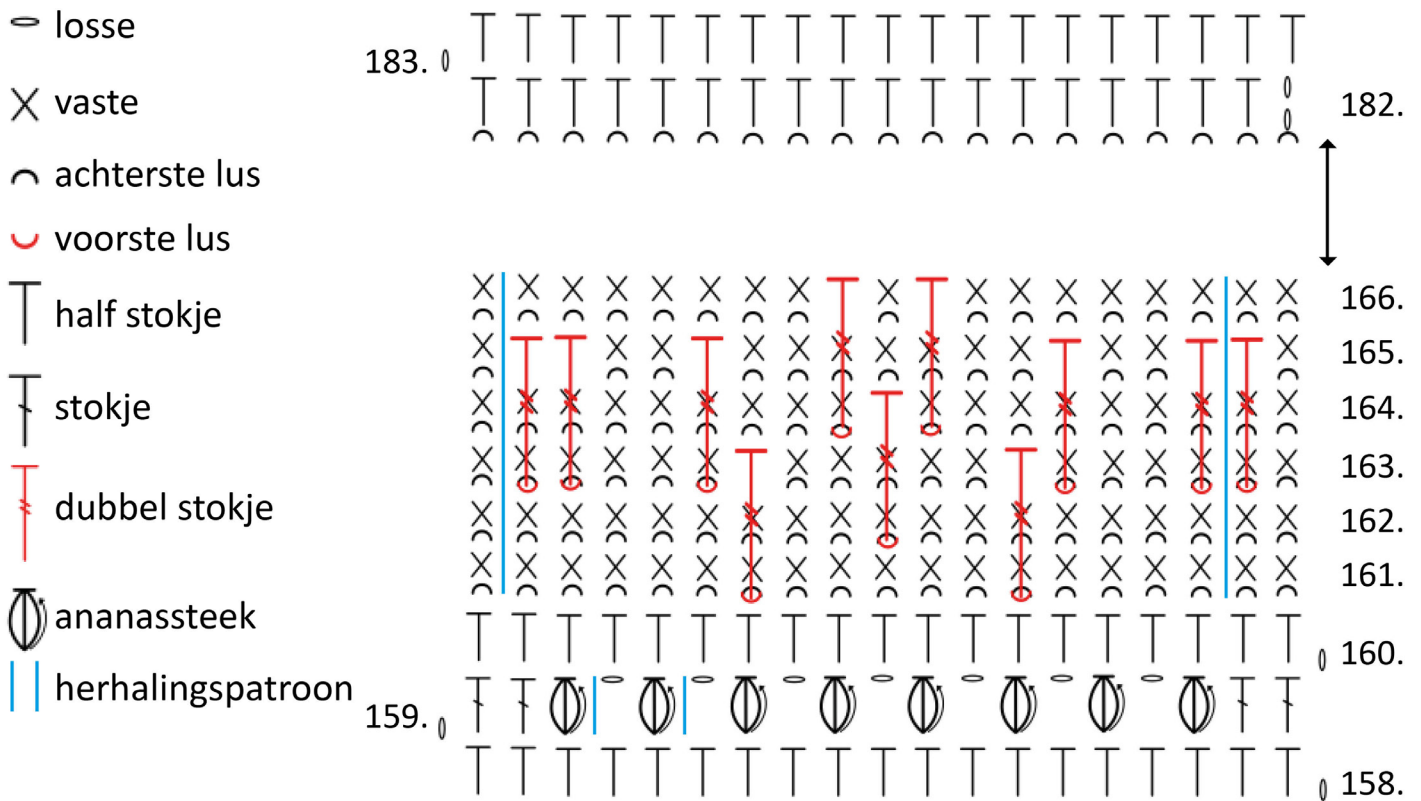 losse
vaste
achterste lus
voorste lus
half stokje
stokje
dubbel stokje
ananassteek
herhalingspatroon
183.
182.
166.
165.
164.
163.
162.
161.
160.
159.
158.